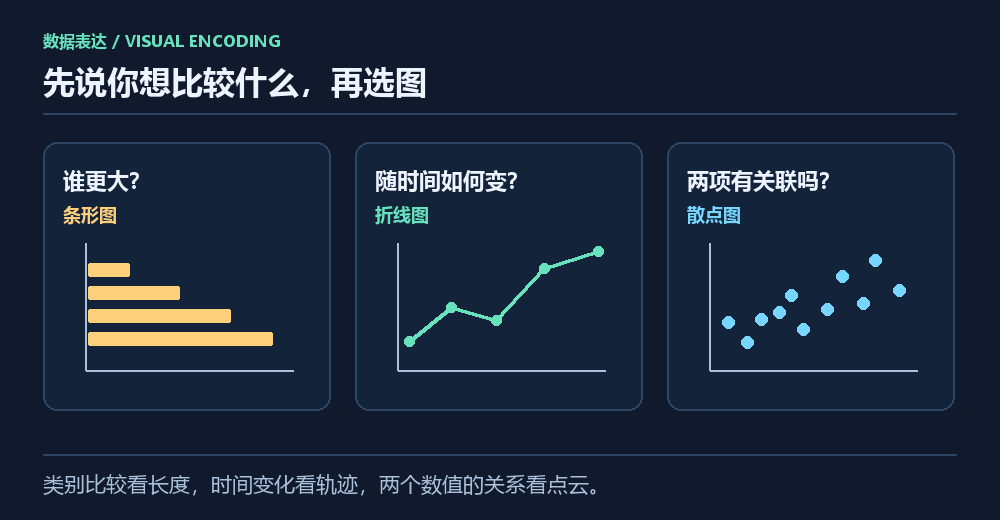 数据表达 / VISUAL ENCODING
先说你想比较什么，再选图
谁更大?
条形图
随时间如何变?
折线图
两项有关联吗?
散点图
类别比较看长度，时间变化看轨迹，两个数值的关系看点云。